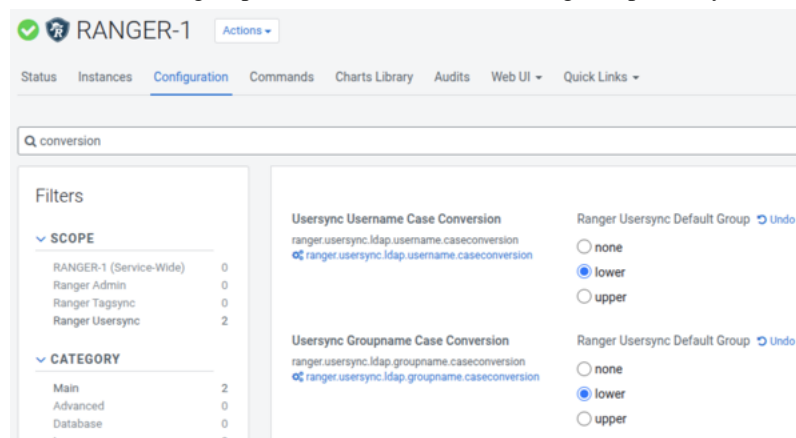 RANGER-1 Actions
Status Instances Configuration Commands Charts Library Audits Web UI Quick Links
conversion
Filters
SCOPE
RANGER-1 (Service-Wide) 0
Ranger Admin 0
Ranger Tagsync 0
Ranger Usersync 2
CATEGORY
Main 2
Advanced 0
Database 0
Usersync Username Case Conversion
ranger.usersync.ldap.username.caseconversion
ranger.usersync.ldap.username.caseconversion
Ranger Usersync Default Group Undo
none
lower
upper
Usersync Groupname Case Conversion
ranger.usersync.ldap.groupname.caseconversion
ranger.usersync.ldap.groupname.caseconversion
Ranger Usersync Default Group Undo
none
lower
upper